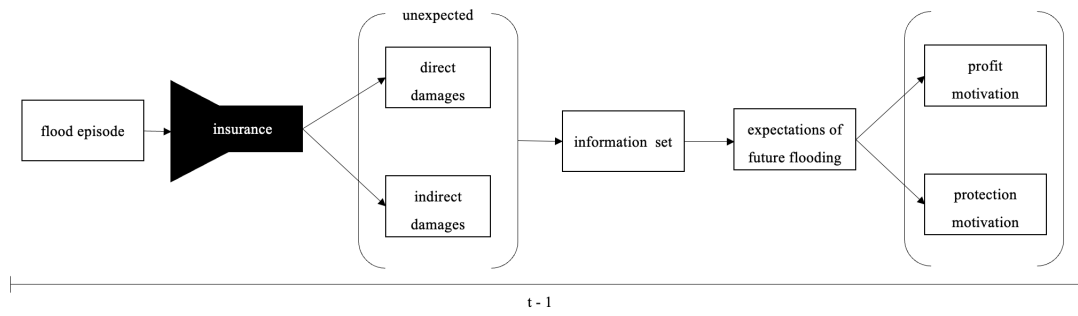 unexpected
direct
damages
flood episode
insurance
indirect
damages
information set
expectations of
future flooding
profit
motivation
protection
motivation
t - 1